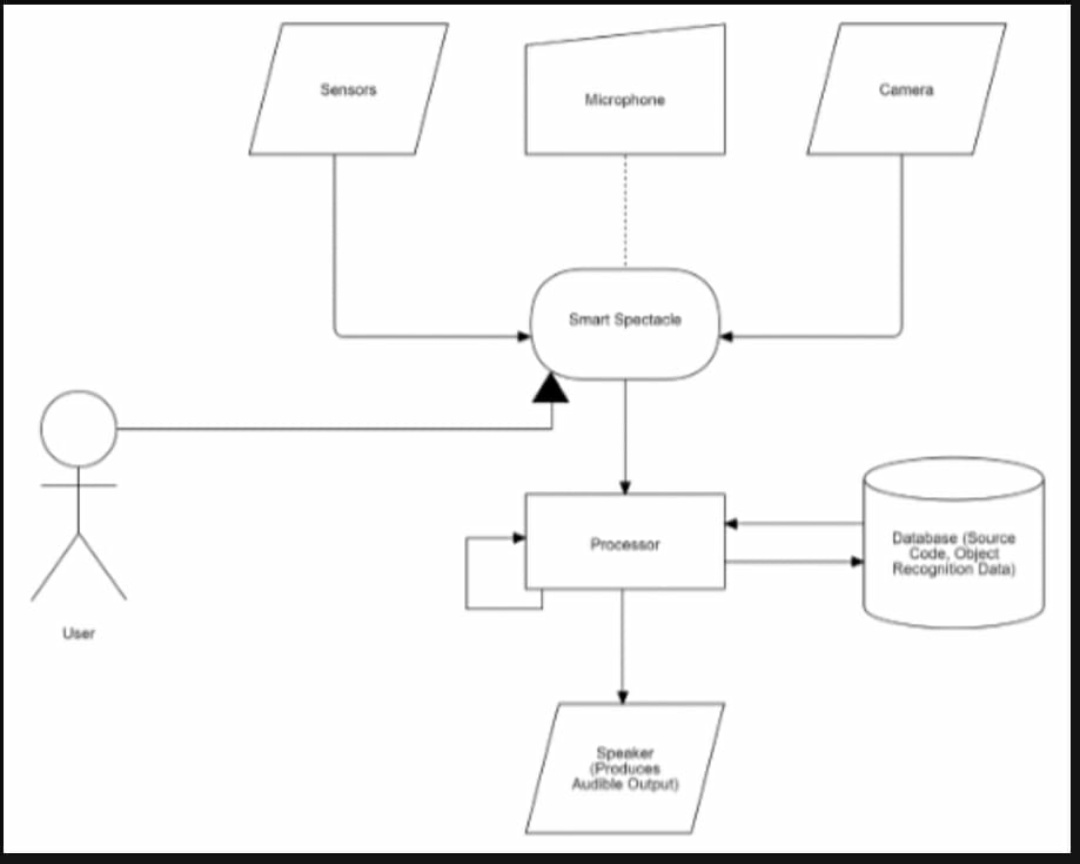 Sensors
Microphone
Camera
Smart Spectacle
Processor
Database (Source
Code, Object
Recognition Data)
User
Speaker
(Produces
Audible Output)